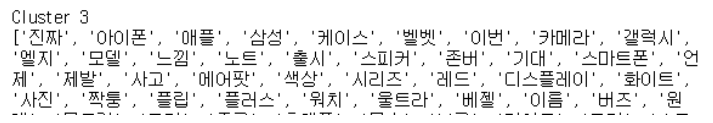 Cluster 3
['진짜', '아이폰', '애플', '삼성', '케이스', '벨벳', '이번', '카메라', '갤럭시',
'엘지', '모델', '느낌', '노트', '출시', '스피커', '존버', '기대', '스마트폰', '언
제', '제발', '사고', '에어팟', '색상', '시리즈', '레드', '디스플레이', '화이트',
'사진', '짝퉁', '플립', '플러스', '워치', '울트라', '베젤', '이름', '버즈', '원